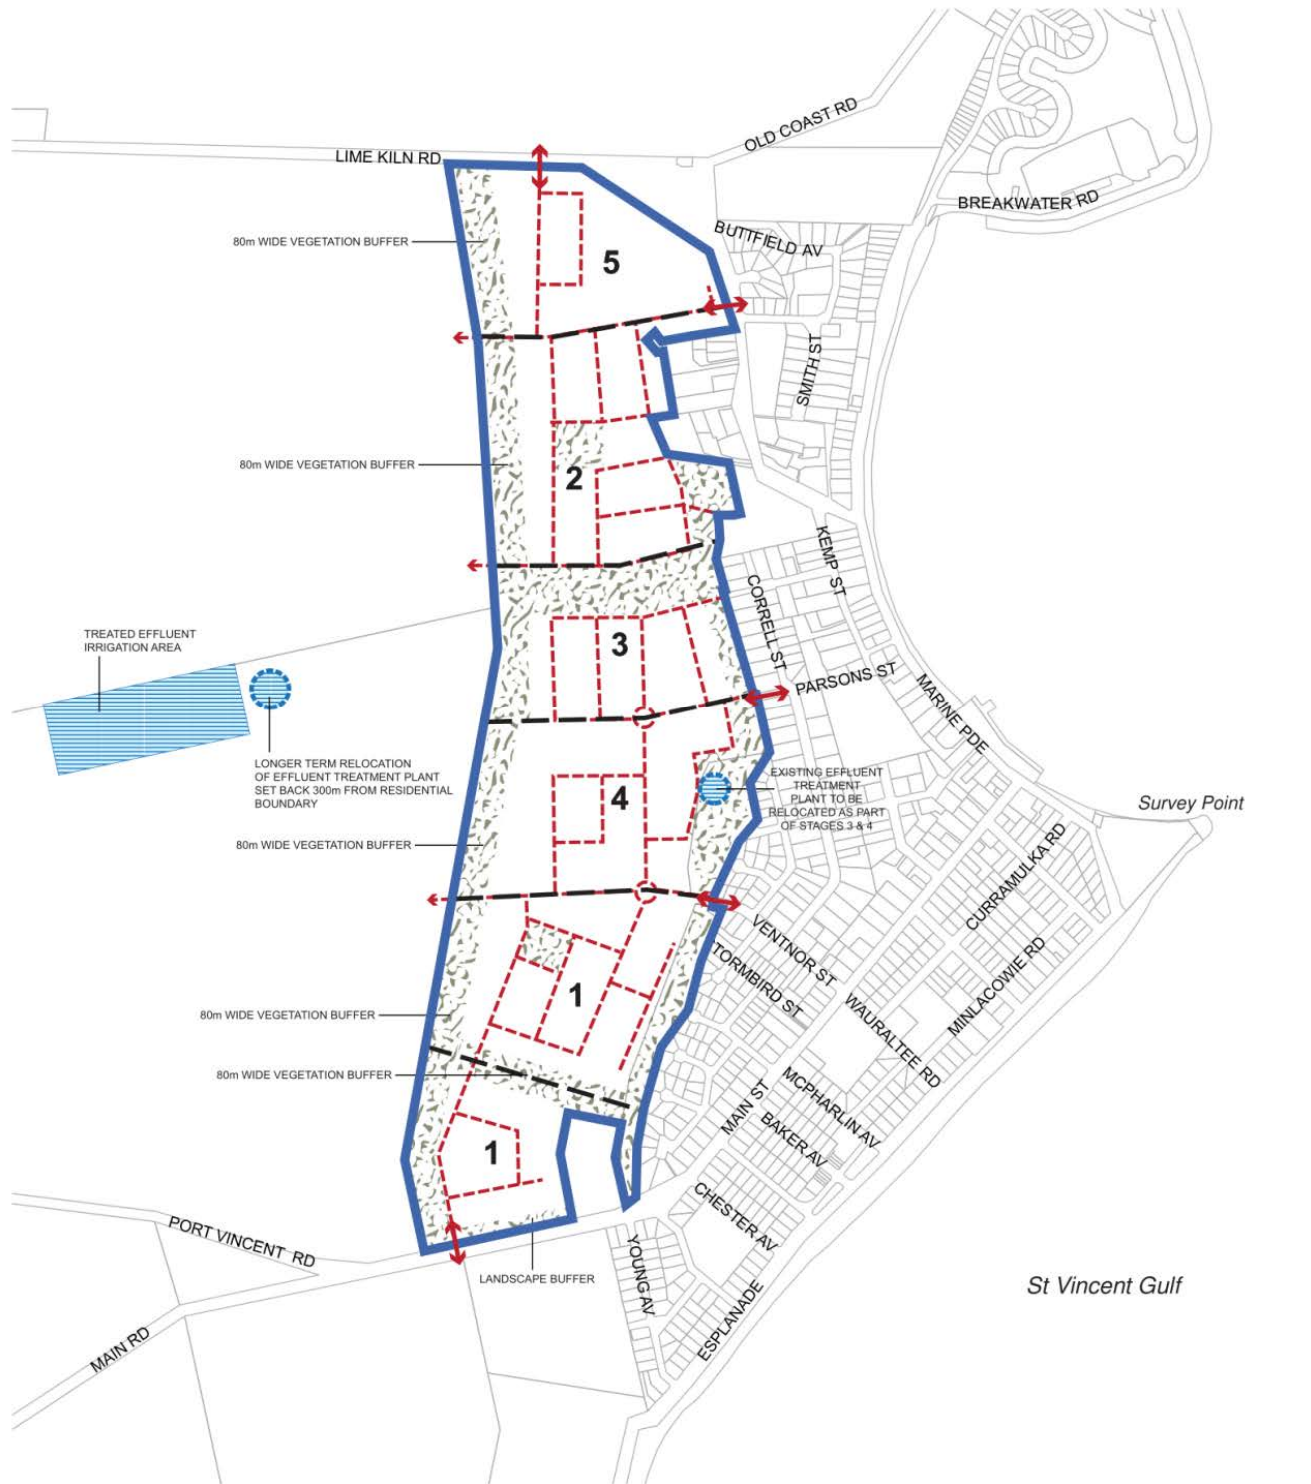 OLD COAST RD
LIME KILN RD
BREAKWATER RD
80m WIDE VEGETATION BUFFER
BUTTFIELD AV
5
SMITH ST
80m WIDE VEGETATION BUFFER
2
KEMP ST
CORRELL ST
TREATED EFFLUENT
IRRIGATION AREA
3
PARSONS ST
MARINE PDE
LONGER TERM RELOCATION
OF EFFLUENT TREATMENT PLANT
SET BACK 300m FROM RESIDENTIAL
BOUNDARY
EXISTING EFFLUENT
TREATMENT
PLANT TO BE
RELOCATED AS PART
OF STAGES 3 & 4
4
Survey Point
80m WIDE VEGETATION BUFFER
CURRAMULKA RD
VENTNOR ST
TORMBIRD ST
MINLACOWIE RD
1
WAURALTEE RD
80m WIDE VEGETATION BUFFER
80m WIDE VEGETATION BUFFER
MAIN ST
MCPHARLIN AV
BAKER AV
1
CHESTER AV
PORT VINCENT RD
YOUNG AV
LANDSCAPE BUFFER
St Vincent Gulf
ESPLANADE
MAIN RD